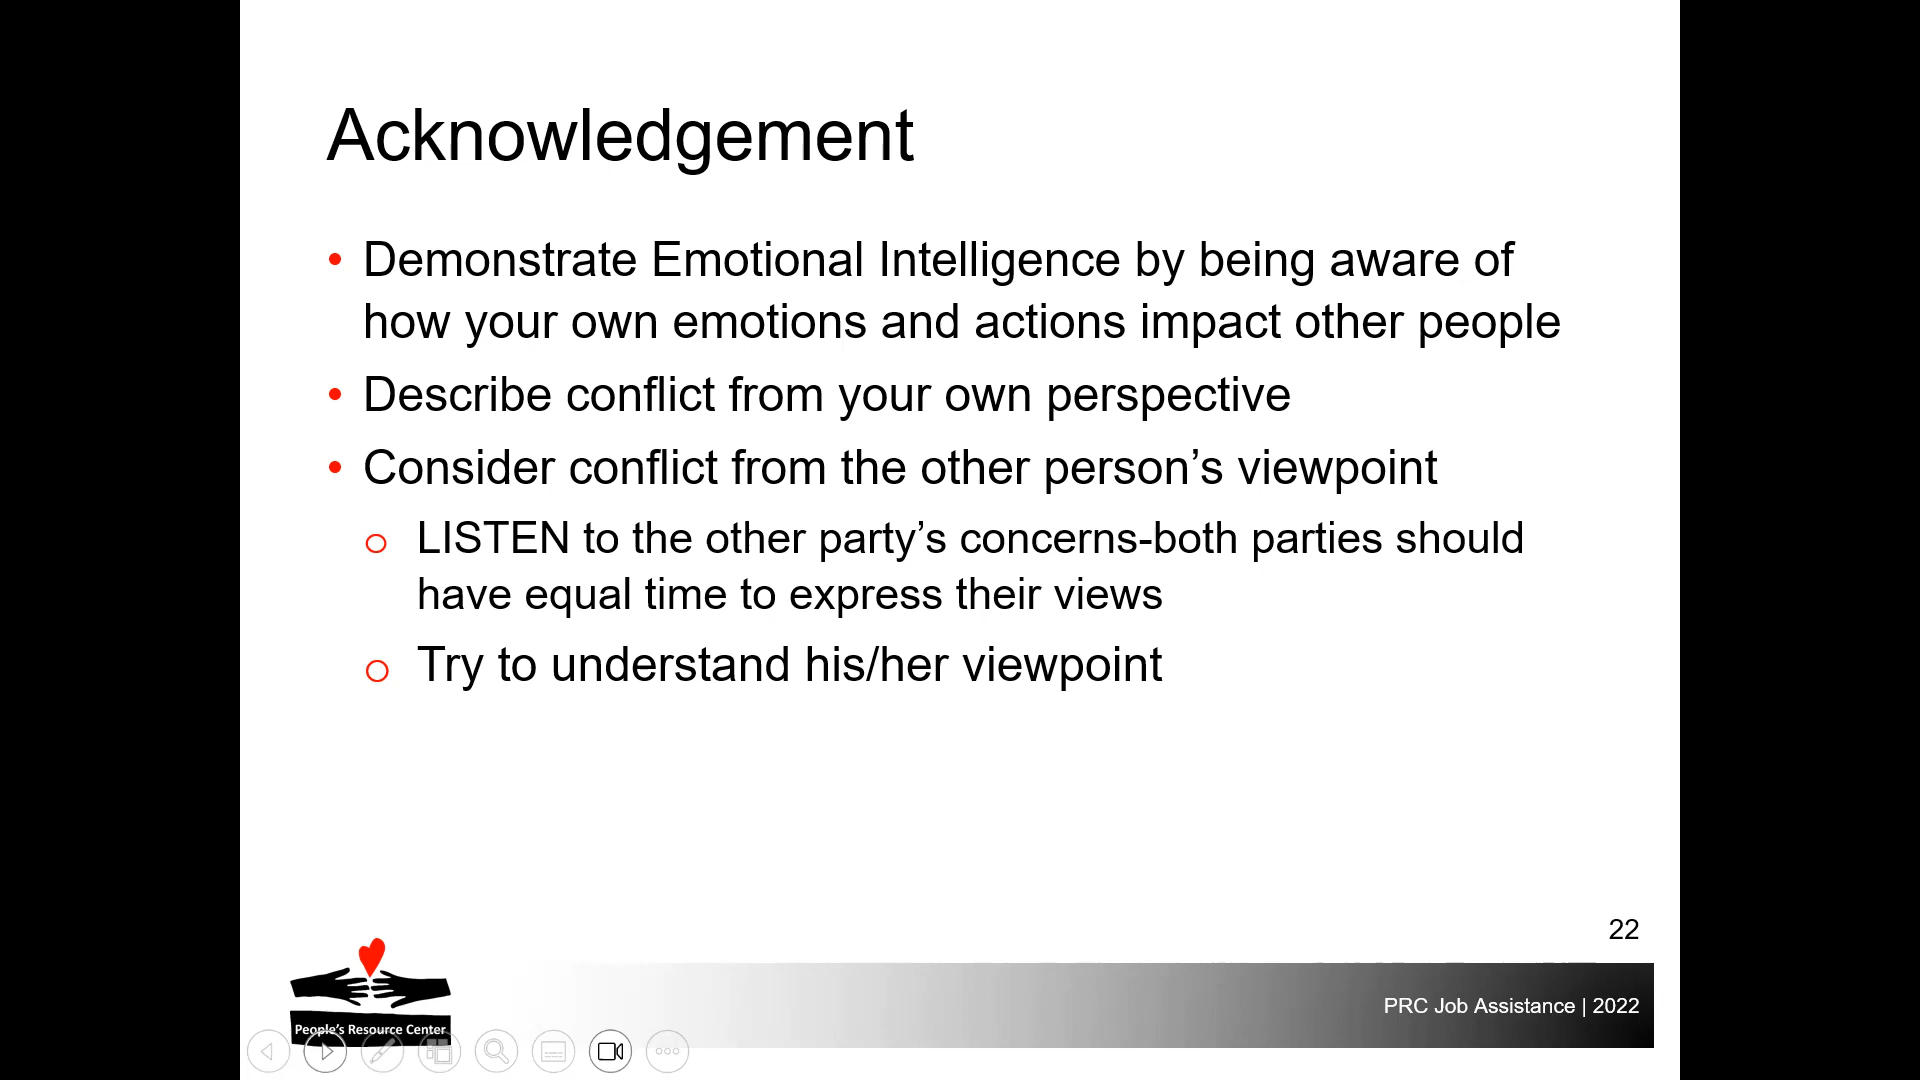 Acknowledgement
• Demonstrate Emotional Intelligence by being aware of
how your own emotions and actions impact other people
• Describe conflict from your own perspective
• Consider conflict from the other person’s viewpoint
o LISTEN to the other party’s concerns-both parties should
have equal time to express their views
o Try to understand his/her viewpoint
22
People’s Resource Center
PRC Job Assistance | 2022